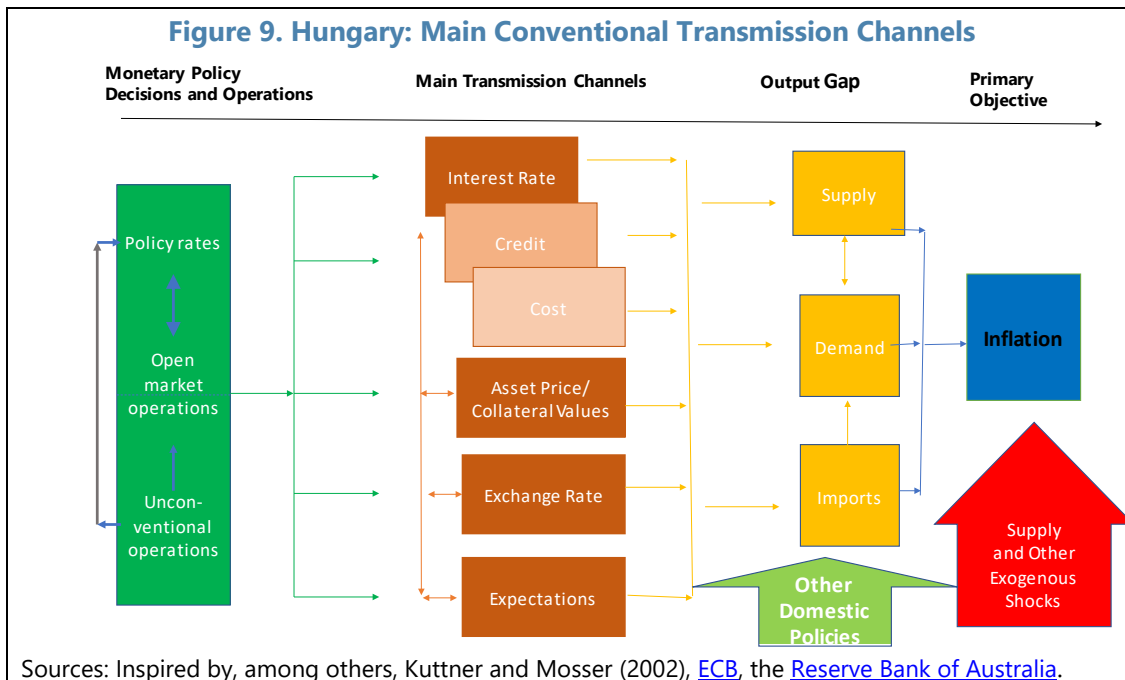 Figure 9. Hungary: Main Conventional Transmission Channels
Monetary Policy
Decisions and Operations
Main Transmission Channels
Output Gap
Primary
Objective
Policy rates
Open
market
operations
Uncon-
ventional
operations
Interest Rate
Credit
Cost
Asset Price/
Collateral Values
Exchange Rate
Expectations
Supply
Demand
Imports
Other
Domestic
Policies
Inflation
Supply
and Other
Exogenous
Shocks
Sources: Inspired by, among others, Kuttner and Mosser (2002), ECB, the Reserve Bank of Australia.